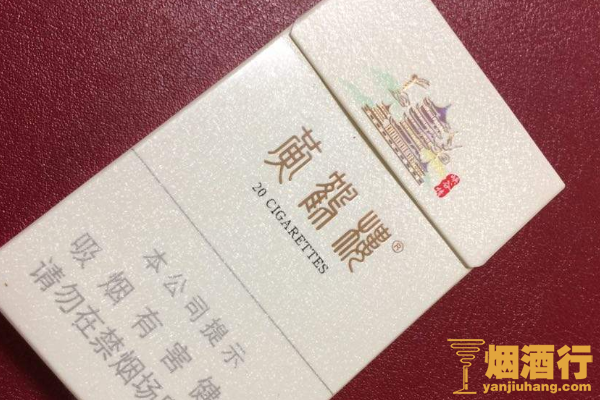 黄鹤楼®
20 CIGARETTES
本公司提示
吸烟有害健
请勿在禁烟场
烟酒行
yanjiuhang.com